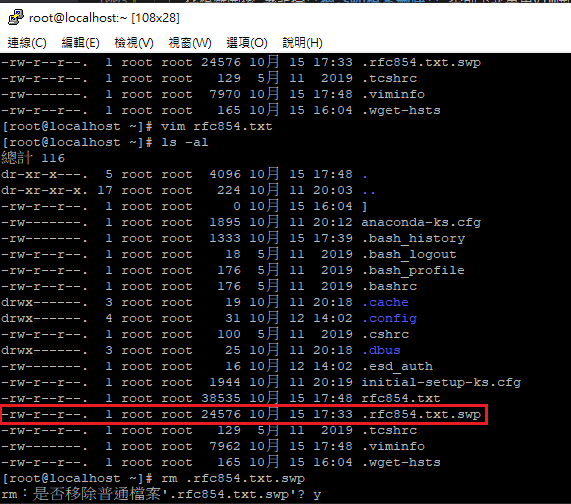 root@localhost:~ [108x28]
連線(C) 編輯(E) 檢視(V) 視窗(W) 選項(O) 說明(H)
-rw-r--r--. 1 root root 24576 10月 15 17:33 .rfc854.txt.swp
-rw-r--r--. 1 root root 129 5月 11 2019 .tcshrc
-rw-------. 1 root root 7970 10月 15 17:48 .viminfo
-rw-r--r--. 1 root root 165 10月 15 16:04 .wget-hsts
[root@localhost ~]# vim rfc854.txt
[root@localhost ~]# ls -al
總計 116
dr-xr-x---. 5 root root 4096 10月 15 17:48 .
dr-xr-xr-x. 17 root root 224 10月 11 20:03 ..
-rw-r--r--. 1 root root 0 10月 15 16:04 ]
-rw-------. 1 root root 1895 10月 11 20:12 anaconda-ks.cfg
-rw-------. 1 root root 1333 10月 15 17:39 .bash_history
-rw-r--r--. 1 root root 18 5月 11 2019 .bash_logout
-rw-r--r--. 1 root root 176 5月 11 2019 .bash_profile
-rw-r--r--. 1 root root 176 5月 11 2019 .bashrc
drwx------. 3 root root 19 10月 11 20:18 .cache
drwx------. 4 root root 31 10月 12 14:02 .config
-rw-r--r--. 1 root root 100 5月 11 2019 .cshrc
drwx------. 3 root root 25 10月 11 20:18 .dbus
-rw-------. 1 root root 16 10月 12 14:02 .esd_auth
-rw-r--r--. 1 root root 1944 10月 11 20:19 initial-setup-ks.cfg
-rw-r--r--. 1 root root 38535 10月 15 17:48 rfc854.txt
-rw-r--r--. 1 root root 24576 10月 15 17:33 .rfc854.txt.swp
-rw-r--r--. 1 root root 129 5月 11 2019 .tcshrc
-rw-------. 1 root root 7962 10月 15 17:48 .viminfo
-rw-r--r--. 1 root root 165 10月 15 16:04 .wget-hsts
[root@localhost ~]# rm .rfc854.txt.swp
rm：是否移除普通檔案'.rfc854.txt.swp'? y